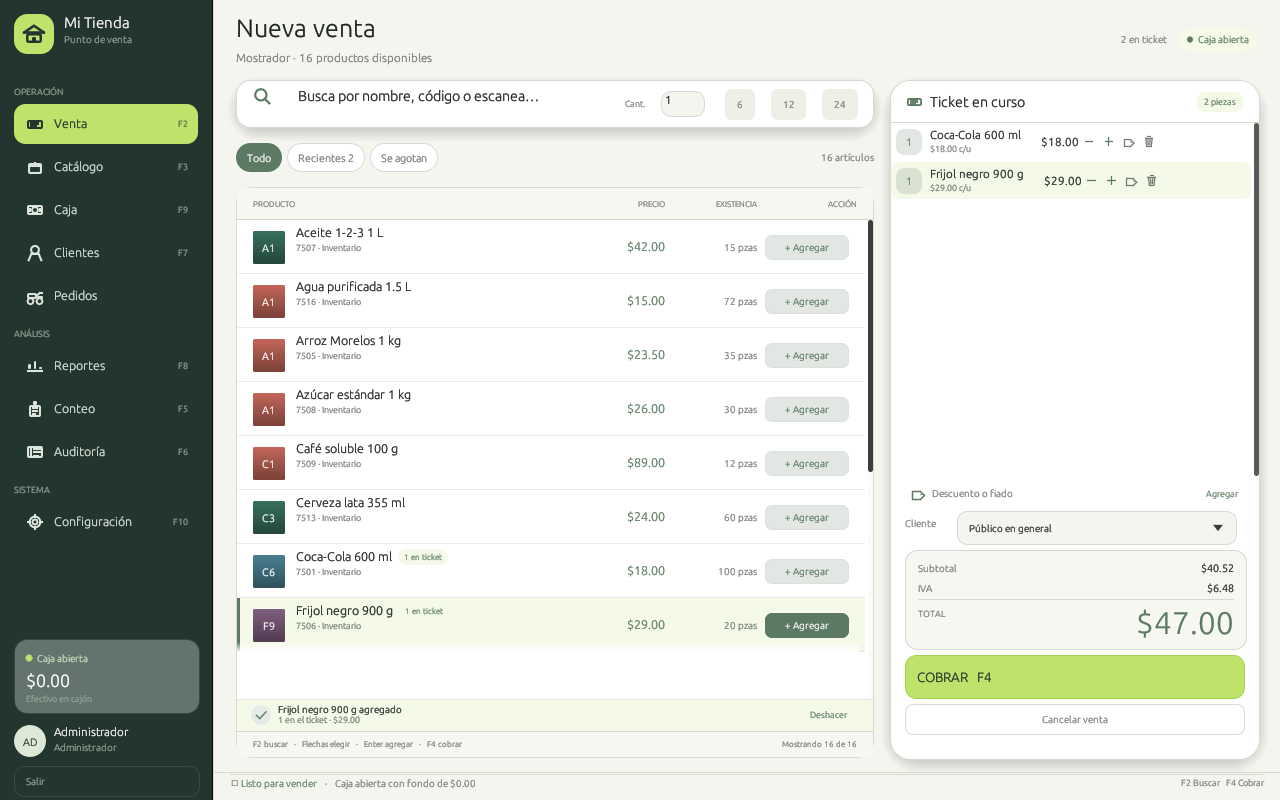 Mi Tienda
Punto de venta
OPERACIÓN
Venta F2
Catálogo F3
Caja F9
Clientes F7
Pedidos
ANÁLISIS
Reportes F8
Conteo F5
Auditoría F6
SISTEMA
Configuración F10
Caja abierta
$0.00
Efectivo en cajón
AD
Administrador
Administrador
Salir
Nueva venta
Mostrador · 16 productos disponibles
2 en ticket
Caja abierta
Busca por nombre, código o escanea…
Cant. 1 6 12 24
Todo Recientes 2 Se agotan 16 artículos
PRODUCTO PRECIO EXISTENCIA ACCIÓN
A1 Aceite 1-2-3 1 L
7507 · Inventario
$42.00 15 pzas + Agregar
A1 Agua purificada 1.5 L
7516 · Inventario
$15.00 72 pzas + Agregar
A1 Arroz Morelos 1 kg
7505 · Inventario
$23.50 35 pzas + Agregar
A1 Azúcar estándar 1 kg
7508 · Inventario
$26.00 30 pzas + Agregar
C1 Café soluble 100 g
7509 · Inventario
$89.00 12 pzas + Agregar
C3 Cerveza lata 355 ml
7513 · Inventario
$24.00 60 pzas + Agregar
C6 Coca-Cola 600 ml 1 en ticket
7501 · Inventario
$18.00 100 pzas + Agregar
F9 Frijol negro 900 g 1 en ticket
7506 · Inventario
$29.00 20 pzas + Agregar
Frijol negro 900 g agregado
1 en el ticket · $29.00
Deshacer
F2 buscar · Flechas elegir · Enter agregar · F4 cobrar
Mostrando 16 de 16
Ticket en curso 2 piezas
1 Coca-Cola 600 ml $18.00 − +
$18.00 c/u
1 Frijol negro 900 g $29.00 − +
$29.00 c/u
Descuento o fiado Agregar
Cliente Público en general
Subtotal $40.52
IVA $6.48
TOTAL $47.00
COBRAR F4
Cancelar venta
Listo para vender · Caja abierta con fondo de $0.00
F2 Buscar F4 Cobrar